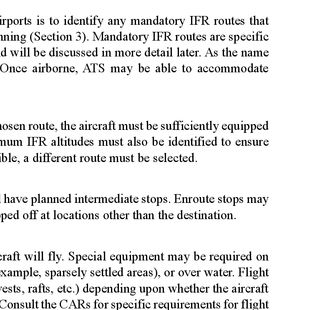 irports is to identify any mandatory IFR routes that
nning (Section 3). Mandatory IFR routes are specific
d will be discussed in more detail later. As the name
Once airborne, ATS may be able to accommodate
osen route, the aircraft must be sufficiently equipped
mum IFR altitudes must also be identified to ensure
ible, a different route must be selected.
l have planned intermediate stops. Enroute stops may
ped off at locations other than the destination.
craft will fly. Special equipment may be required on
xample, sparsely settled areas), or over water. Flight
vests, rafts, etc.) depending upon whether the aircraft
Consult the CARs for specific requirements for flight